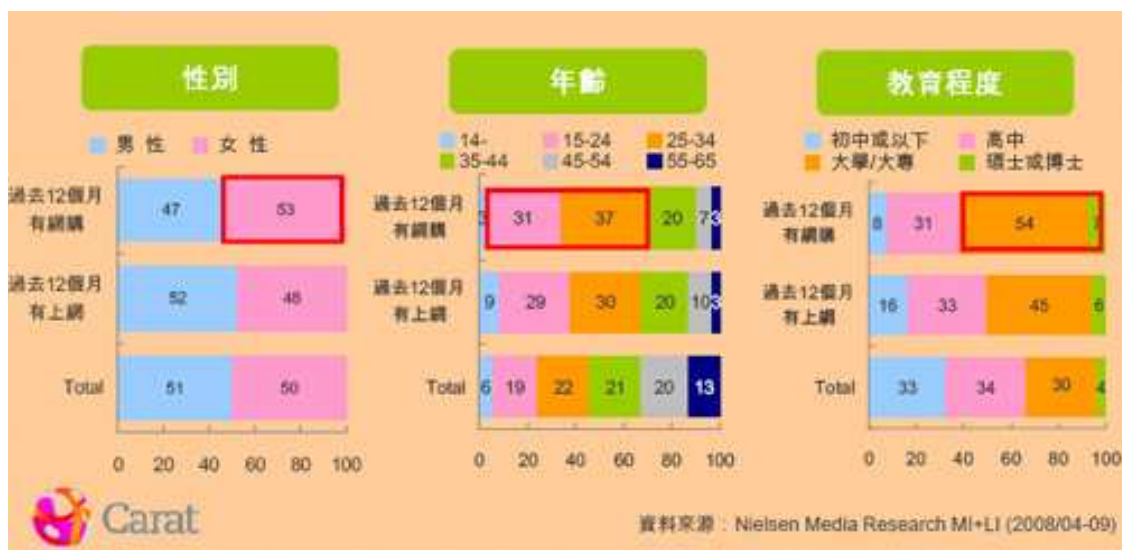 性別
年齡
教育程度
男 性 女 性
14- 15-24 25-34
35-44 45-54 55-65
初中或以下 高中
大學/大專 碩士或博士
過去12個月
有網購
47 53
過去12個月
有上網
52 48
Total
51 50
0 20 40 60 80 100
過去12個月
有網購
3 31 37 20 7 3
過去12個月
有上網
9 29 30 20 10 3
Total
6 19 22 21 20 13
0 20 40 60 80 100
過去12個月
有網購
8 31 54
過去12個月
有上網
16 33 45 6
Total
33 34 30 4
0 20 40 60 80 100
Carat
資料來源：Nielsen Media Research MI+LI (2008/04-09)